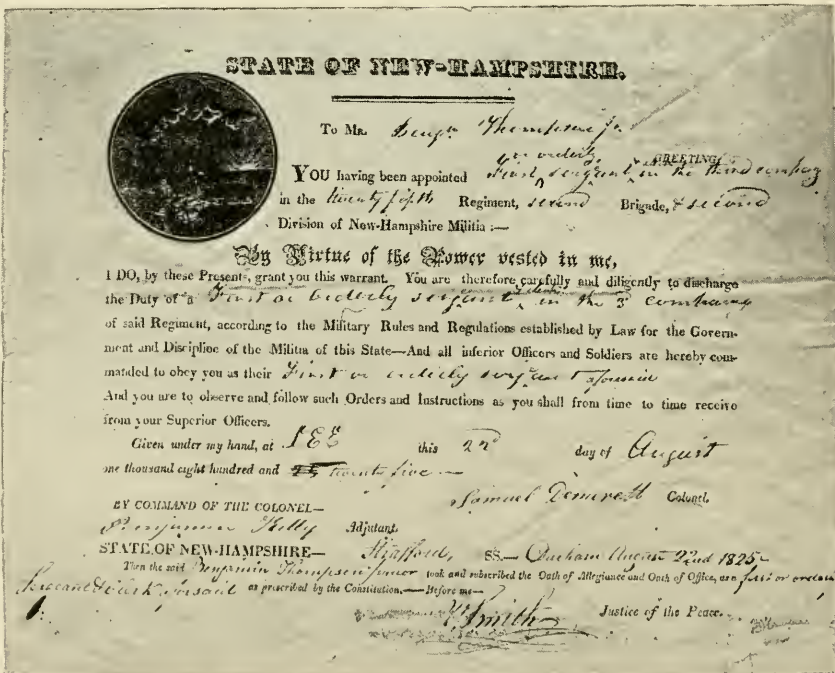 STATE OF NEW-HAMPSHIRE.
To Mr. Benjn Thompson jr.
GREETING
or orderly
YOU having been appointed First sergant in the third company
in the twenty fifth Regiment, second Brigade, & second
Division of New-Hampshire Militia :—
By Virtue of the Power vested in me,
I DO, by these Presents, grant you this warrant. You are therefore carefully and diligently to discharge
the Duty of a First or orderly sergant in the 3d company
of said Regiment, according to the Military Rules and Regulations established by Law for the Govern-
ment and Discipline of the Militia of this State—And all inferior Officers and Soldiers are hereby com-
manded to obey you as their First or orderly sergant aforesaid
And you are to observe and follow such Orders and Instructions as you shall from time to time receive
from your Superior Officers.
Given under my hand, at LEE this 22d day of August
one thousand eight hundred and twenty five —
Samuel Demeritt Colonel.
BY COMMAND OF THE COLONEL—
Benjamin Kelly Adjutant.
STATE OF NEW-HAMPSHIRE— Strafford, SS.— Durham August 22nd 1825—
Then the said Benjamin Thompson junior took and subscribed the Oath of Allegiance and Oath of Office, as a first or orderly
Sergeant aforesaid as prescribed by the Constitution.—Before me—
Smith Justice of the Peace.